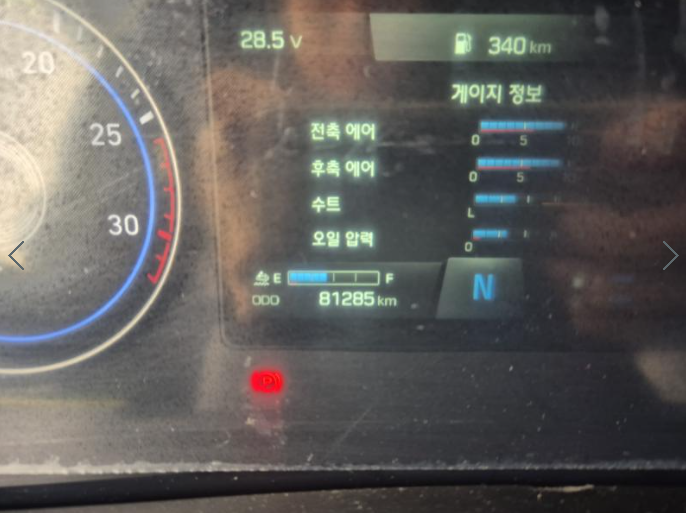 20
25
30
28.5 V
340 km
게이지 정보
전축 에어
0 5
후축 에어
0 5
수트
L
오일 압력
0
E F
ODO 81285 km
N
P